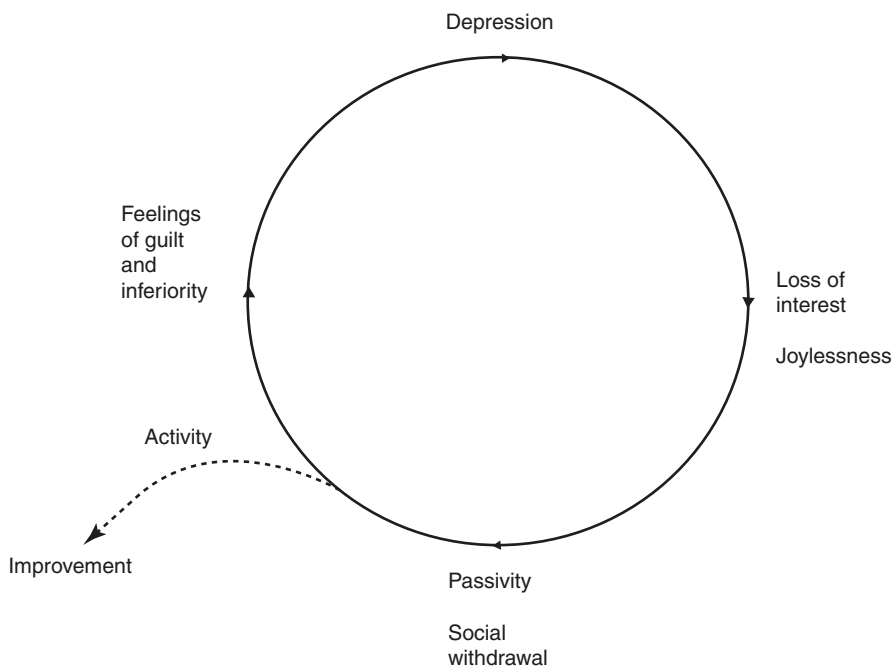 Depression
Feelings
of guilt
and
inferiority
Loss of
interest
Joylessness
Activity
Improvement
Passivity
Social
withdrawal